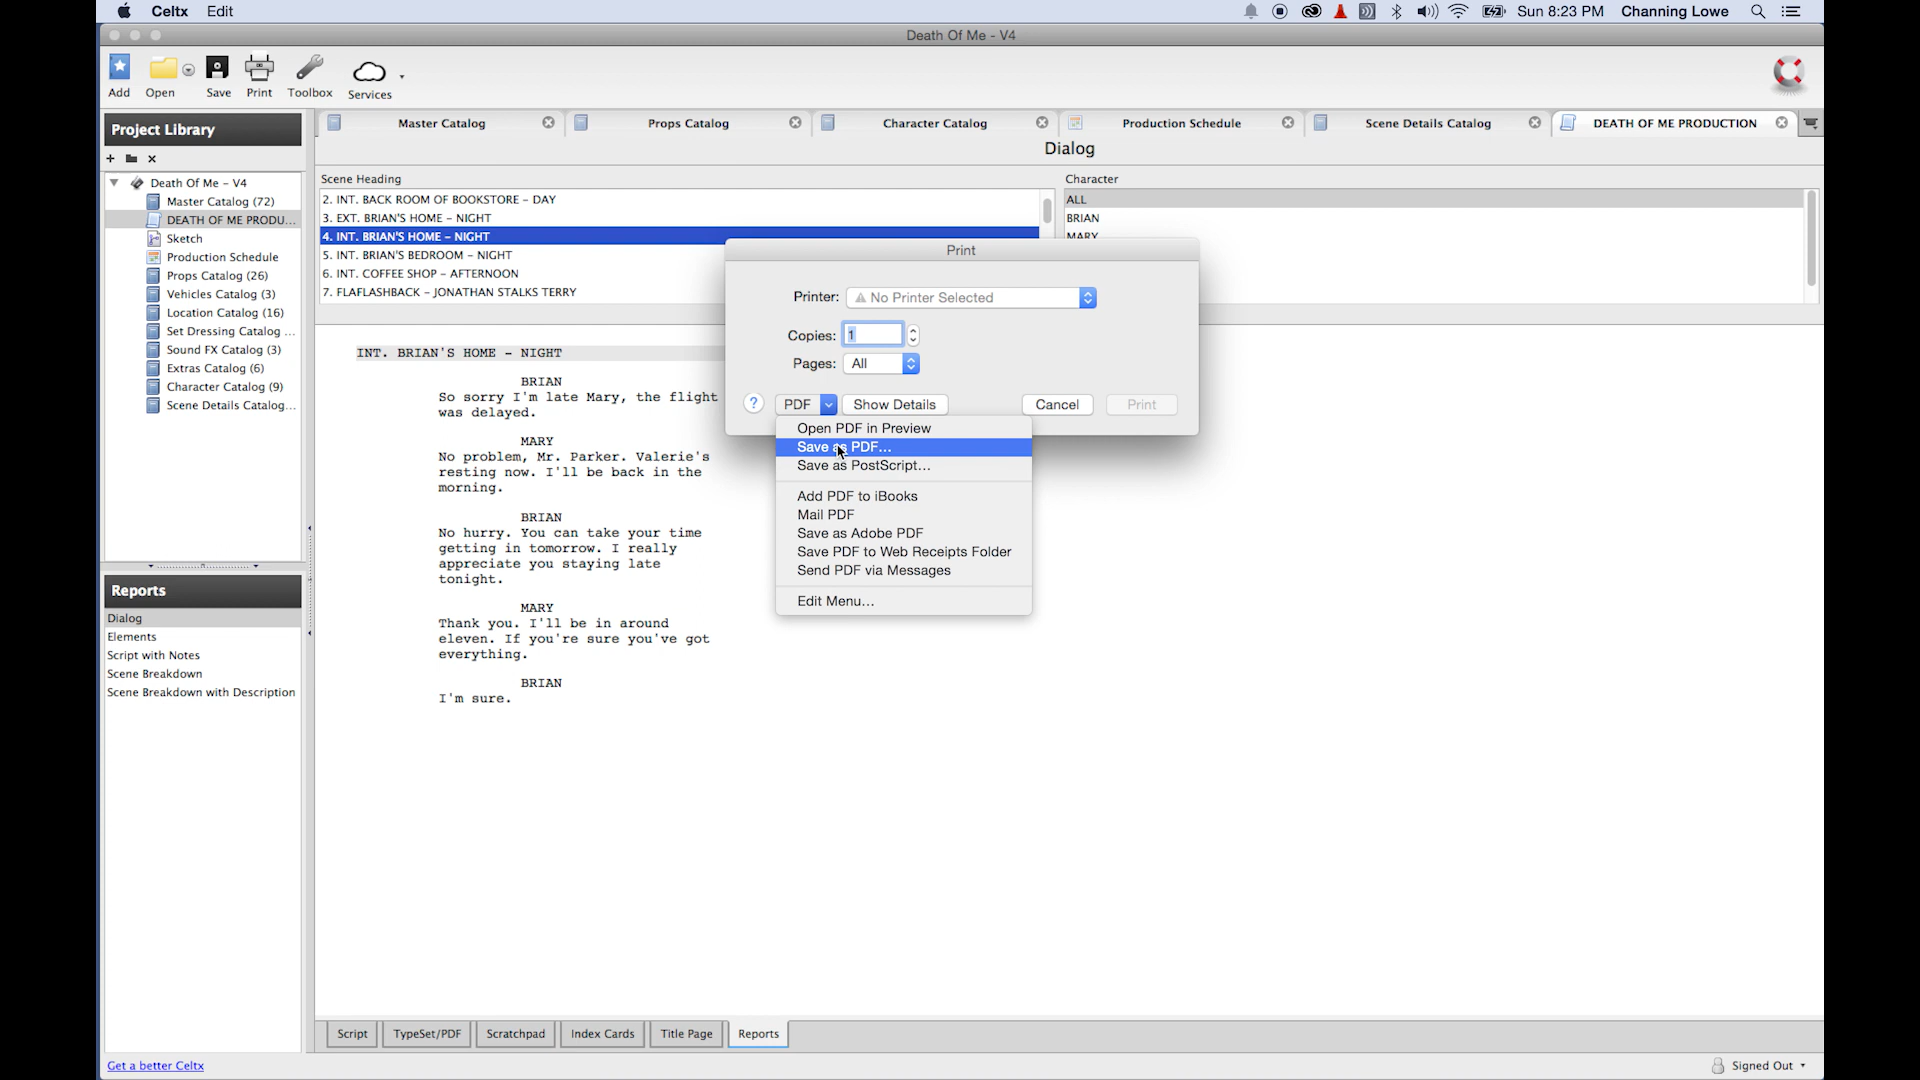 Celtx Edit Sun 8:23 PM Channing Lowe
Death Of Me - V4
Add Open Save Print Toolbox Services
Project Library
Master Catalog Props Catalog Character Catalog Production Schedule Scene Details Catalog DEATH OF ME PRODUCTION
Dialog
Death Of Me - V4
Master Catalog (72)
DEATH OF ME PRODU...
Sketch
Production Schedule
Props Catalog (26)
Vehicles Catalog (3)
Location Catalog (16)
Set Dressing Catalog ...
Sound FX Catalog (3)
Extras Catalog (6)
Character Catalog (9)
Scene Details Catalog...
Scene Heading
2. INT. BACK ROOM OF BOOKSTORE - DAY
3. EXT. BRIAN'S HOME - NIGHT
4. INT. BRIAN'S HOME - NIGHT
5. INT. BRIAN'S BEDROOM - NIGHT
6. INT. COFFEE SHOP - AFTERNOON
7. FLAFLASHBACK - JONATHAN STALKS TERRY
Character
ALL
BRIAN
MARY
Print
Printer: No Printer Selected
Copies: 1
Pages: All
? PDF Show Details Cancel Print
Open PDF in Preview
Save as PDF...
Save as PostScript...
Add PDF to iBooks
Mail PDF
Save as Adobe PDF
Save PDF to Web Receipts Folder
Send PDF via Messages
Edit Menu...
INT. BRIAN'S HOME - NIGHT
BRIAN
So sorry I'm late Mary, the flight
was delayed.
MARY
No problem, Mr. Parker. Valerie's
resting now. I'll be back in the
morning.
BRIAN
No hurry. You can take your time
getting in tomorrow. I really
appreciate you staying late
tonight.
MARY
Thank you. I'll be in around
eleven. If you're sure you've got
everything.
BRIAN
I'm sure.
Reports
Dialog
Elements
Script with Notes
Scene Breakdown
Scene Breakdown with Description
Script TypeSet/PDF Scratchpad Index Cards Title Page Reports
Get a better Celtx Signed Out